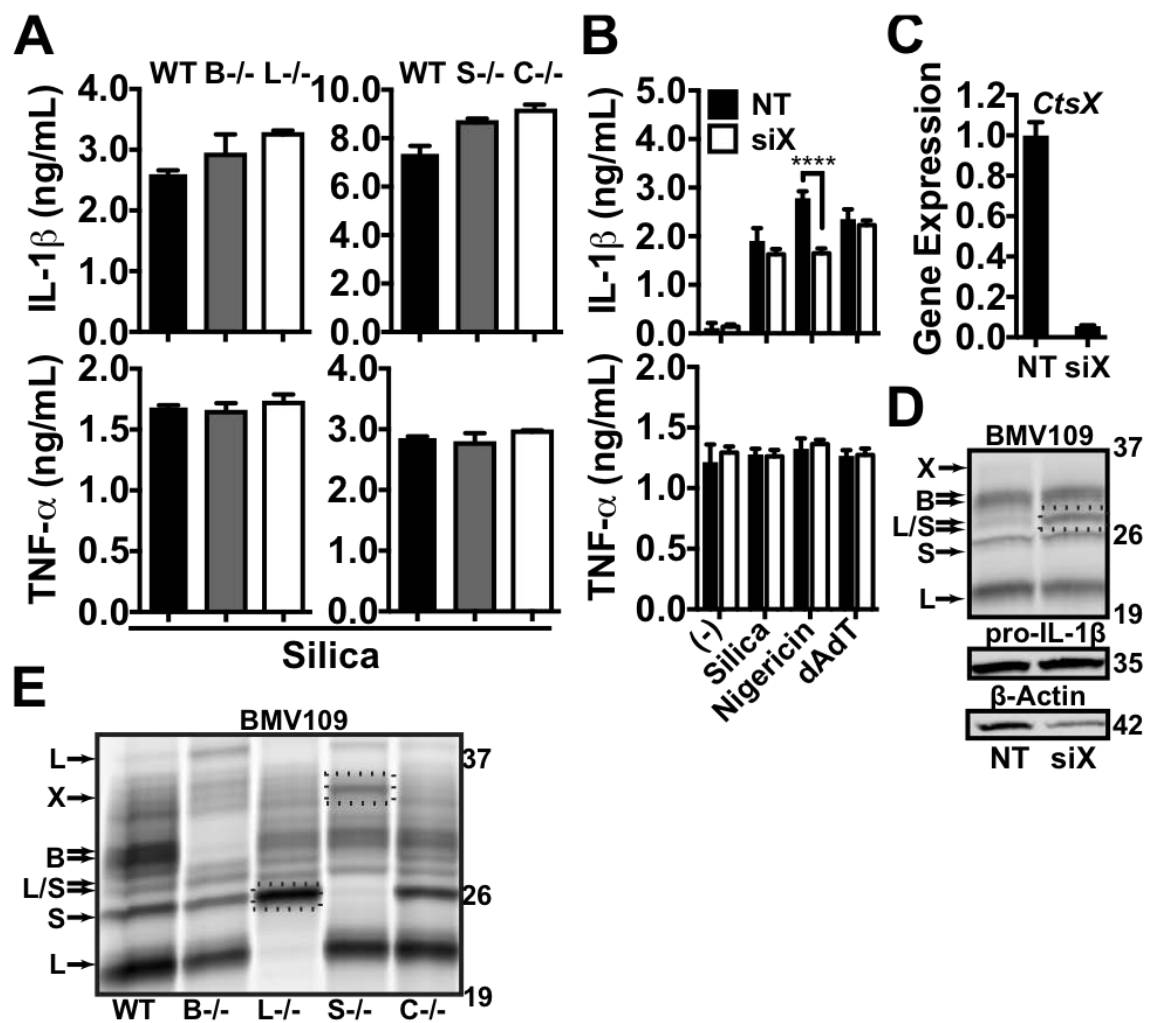 A
WT B-/- L-/-
4.0
3.0
2.0
1.0
0.0
IL-1β (ng/mL)
WT S-/- C-/-
10.0
8.0
6.0
4.0
2.0
0.0
2.0
1.5
1.0
0.5
0.0
TNF-α (ng/mL)
4.0
3.0
2.0
1.0
0.0
Silica
B
5.0
4.0
3.0
2.0
1.0
0.0
IL-1β (ng/mL)
NT
siX
****
2.0
1.5
1.0
0.5
0.0
TNF-α (ng/mL)
(-)
Silica
Nigericin
dAdT
C
Gene Expression
1.2
1.0
0.8
0.6
0.4
0.2
0.0
CtsX
NT siX
D
BMV109
X
B
L/S
S
L
37
26
19
pro-IL-1β
35
β-Actin
42
NT siX
E
BMV109
L
X
B
L/S
S
L
37
26
19
WT B-/- L-/- S-/- C-/-